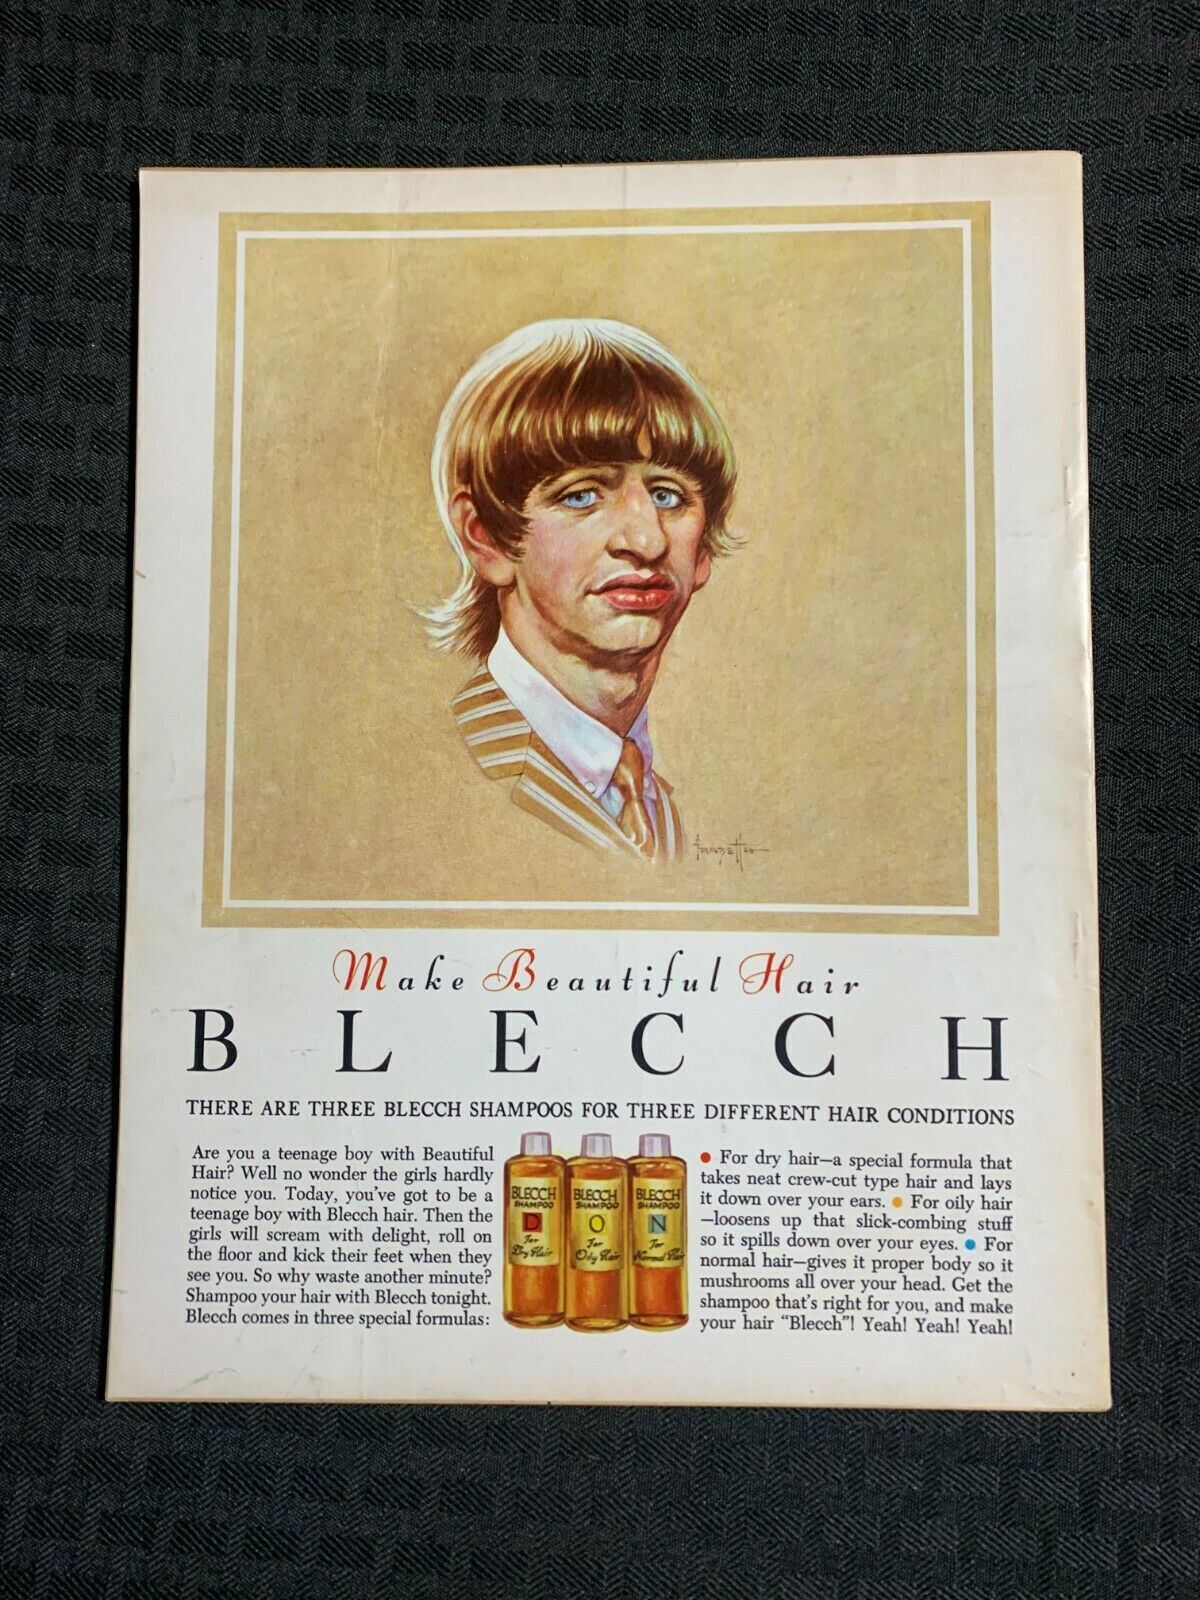 Frazetta
Make Beautiful Hair
BLECCH
THERE ARE THREE BLECCH SHAMPOOS FOR THREE DIFFERENT HAIR CONDITIONS
Are you a teenage boy with Beautiful
Hair? Well no wonder the girls hardly
notice you. Today, you've got to be a
teenage boy with Blecch hair. Then the
girls will scream with delight, roll on
the floor and kick their feet when they
see you. So why waste another minute?
Shampoo your hair with Blecch tonight.
Blecch comes in three special formulas:
BLECCH
SHAMPOO
D
For
Dry Hair
BLECCH
SHAMPOO
O
For
Oily Hair
BLECCH
SHAMPOO
N
For
Normal Hair
• For dry hair—a special formula that
takes neat crew-cut type hair and lays
it down over your ears. • For oily hair
—loosens up that slick-combing stuff
so it spills down over your eyes. • For
normal hair—gives it proper body so it
mushrooms all over your head. Get the
shampoo that's right for you, and make
your hair "Blecch"! Yeah! Yeah! Yeah!